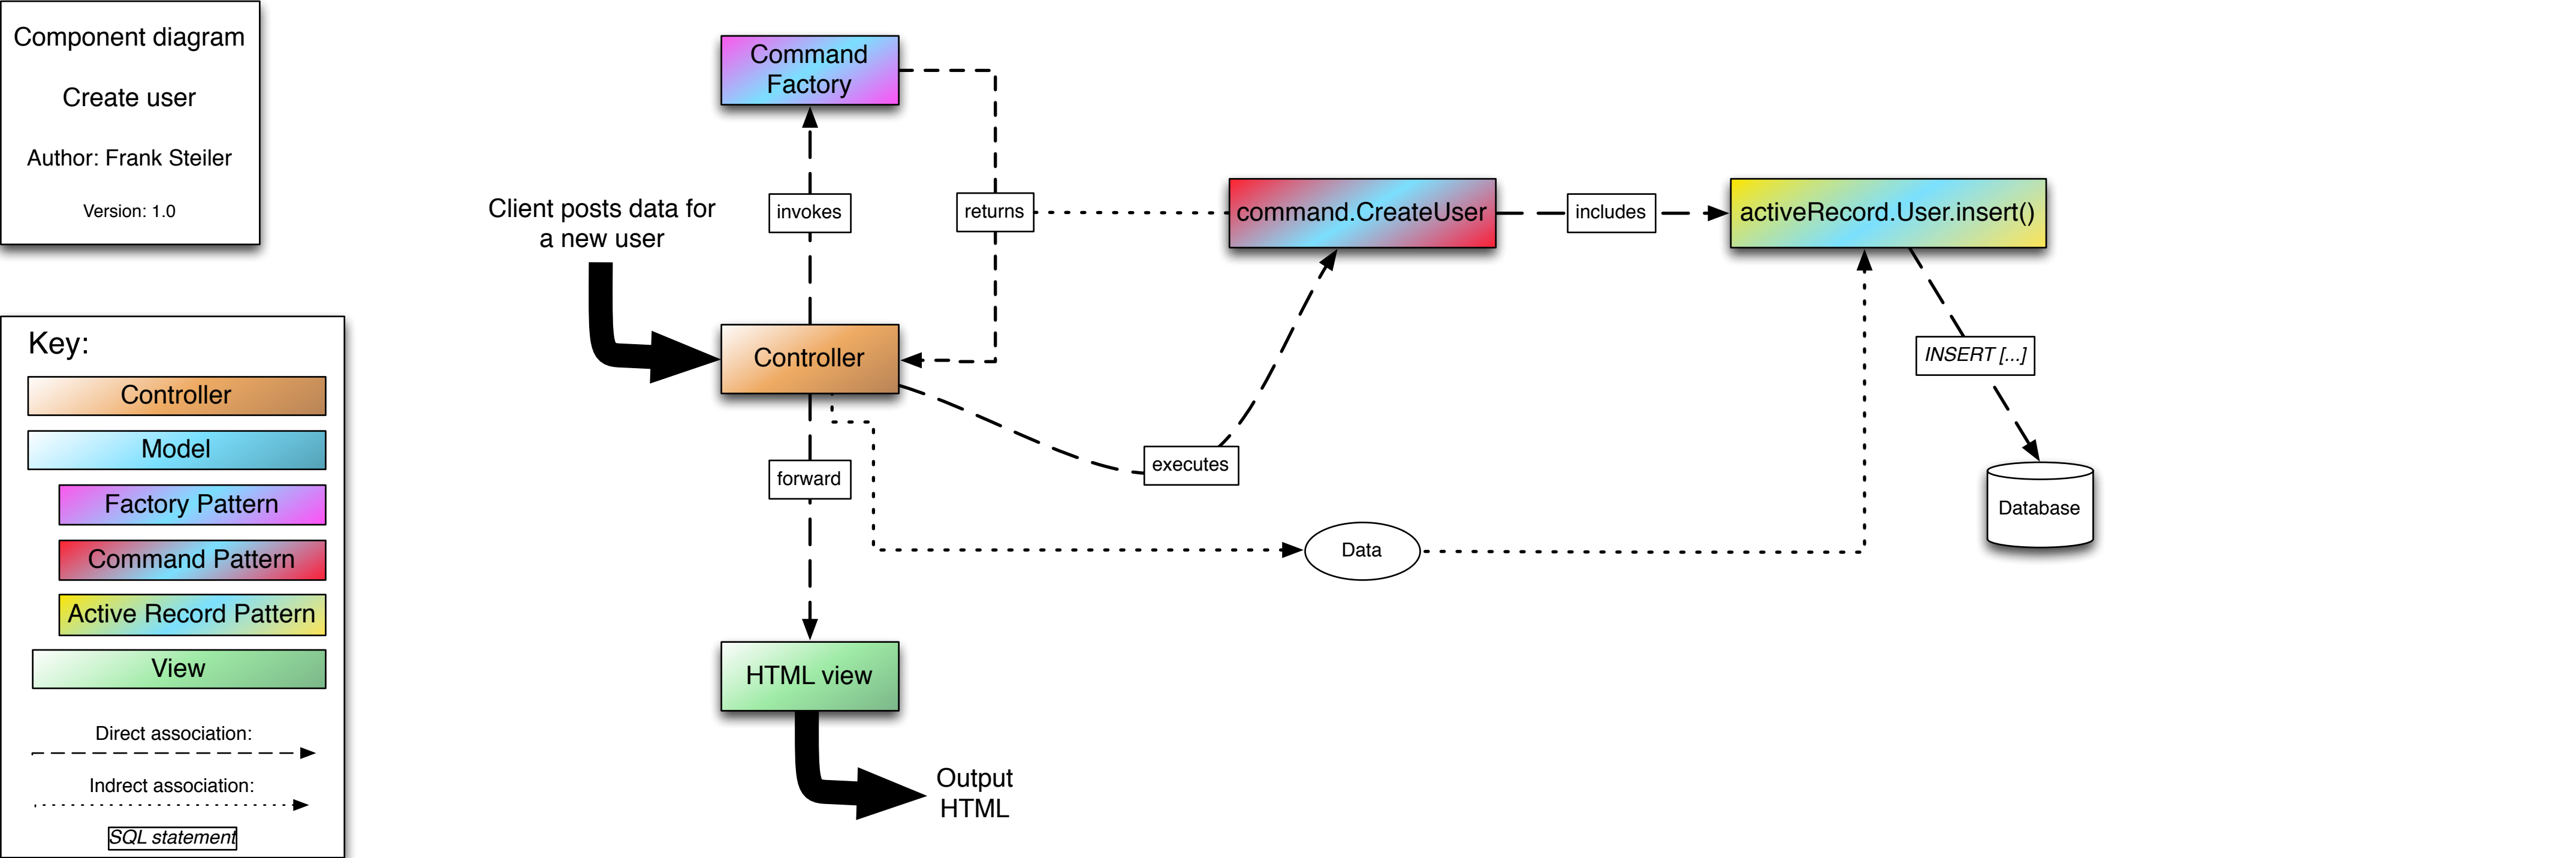 Component diagram
Create user
Author: Frank Steiler
Version: 1.0
Key:
Controller
Model
Factory Pattern
Command Pattern
Active Record Pattern
View
Direct association:
Indirect association:
SQL statement
Command
Factory
Client posts data for
a new user
invokes
returns
command.CreateUser
includes
activeRecord.User.insert()
Controller
INSERT [...]
executes
forward
Data
Database
HTML view
Output
HTML